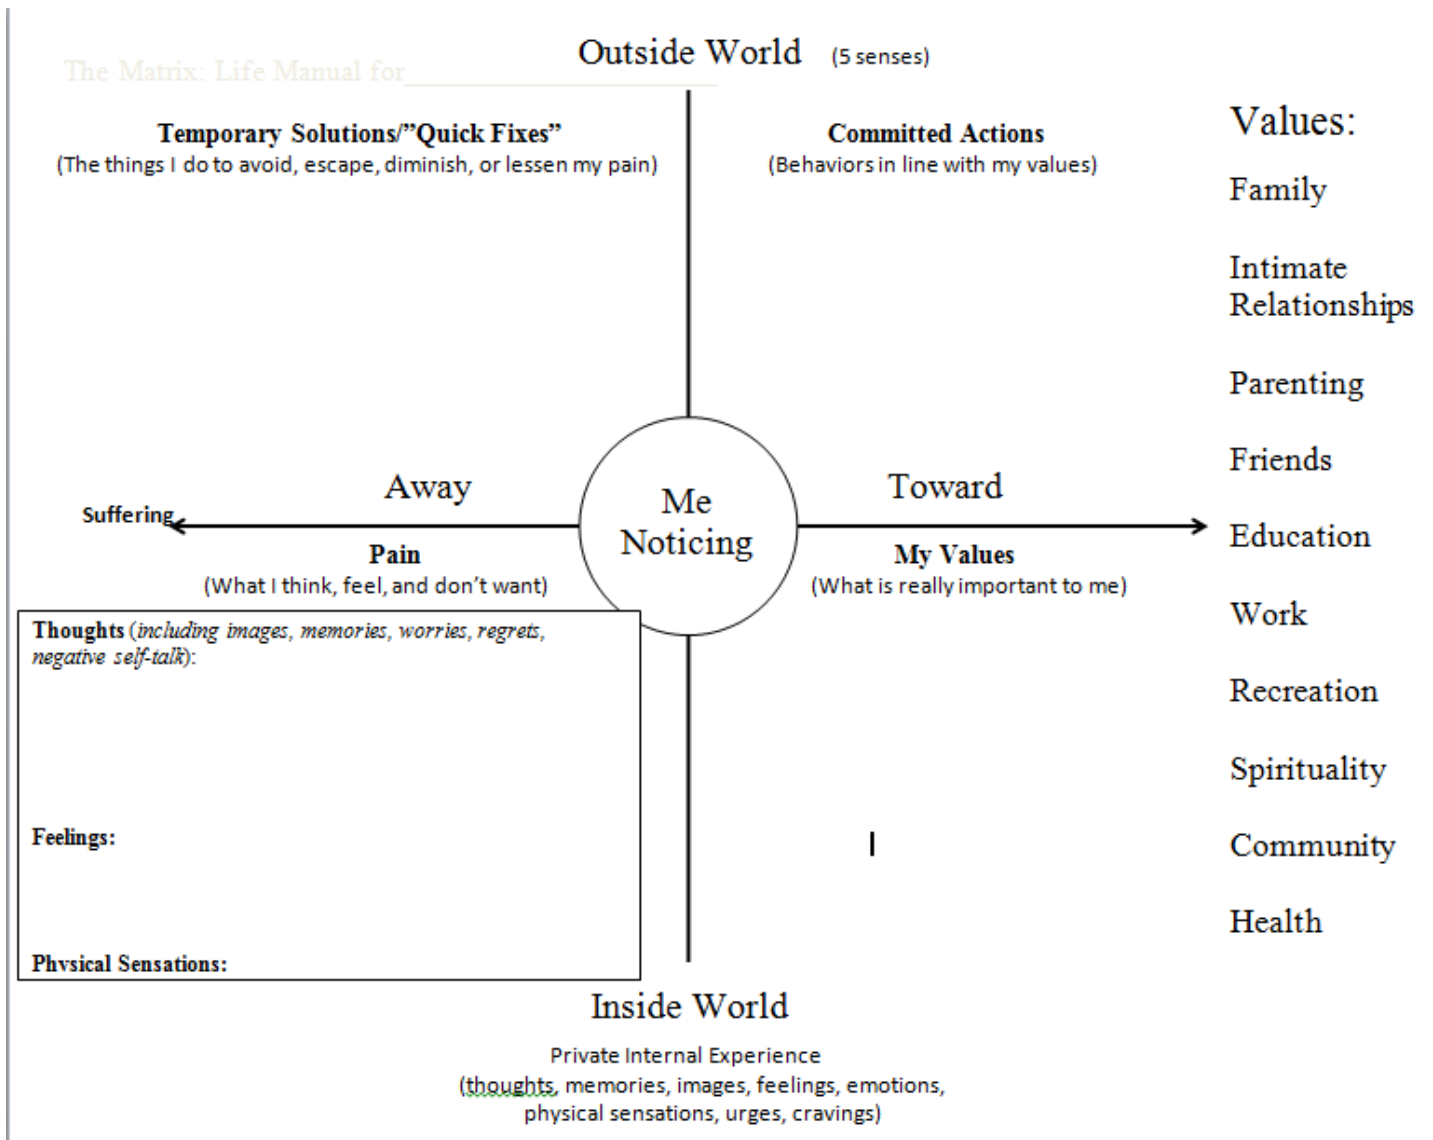 Outside World (5 senses)
The Matrix: Life Manual for____________________
Temporary Solutions/”Quick Fixes”
(The things I do to avoid, escape, diminish, or lessen my pain)
Committed Actions
(Behaviors in line with my values)
Values:
Family
Intimate
Relationships
Parenting
Friends
Education
Work
Recreation
Spirituality
Community
Health
Away
Toward
Suffering
Me
Noticing
Pain
(What I think, feel, and don’t want)
My Values
(What is really important to me)
Thoughts (including images, memories, worries, regrets,
negative self-talk):
Feelings:
Physical Sensations:
Inside World
Private Internal Experience
(thoughts, memories, images, feelings, emotions,
physical sensations, urges, cravings)